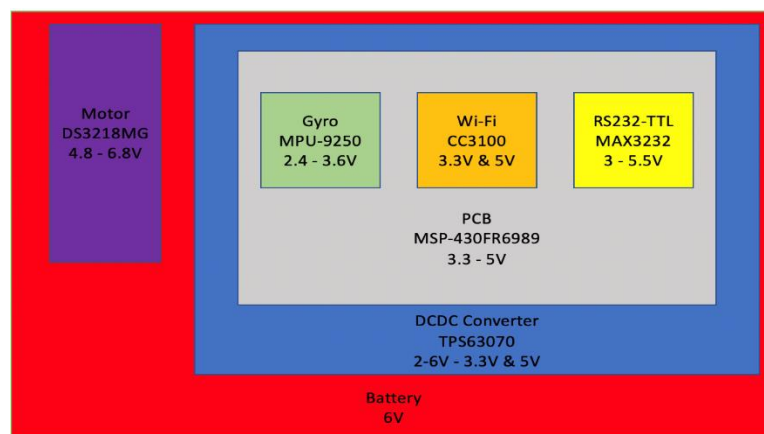 Motor
DS3218MG
4.8 - 6.8V
Gyro
MPU-9250
2.4 - 3.6V
Wi-Fi
CC3100
3.3V & 5V
RS232-TTL
MAX3232
3 - 5.5V
PCB
MSP-430FR6989
3.3 - 5V
DCDC Converter
TPS63070
2-6V - 3.3V & 5V
Battery
6V